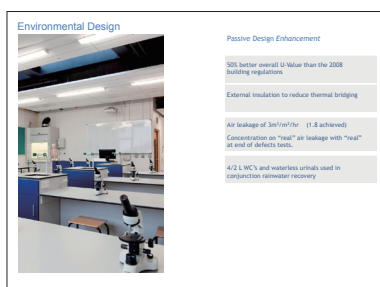 Environmental Design
Passive Design Enhancement
50% better overall U-Value than the 2008
building regulations
External insulation to reduce thermal bridging
Air leakage of 3m³/m²/hr (1.8 achieved)
Concentration on "real" air leakage with "real"
at end of defects tests.
4/2 L WC's and waterless urinals used in
conjunction rainwater recovery